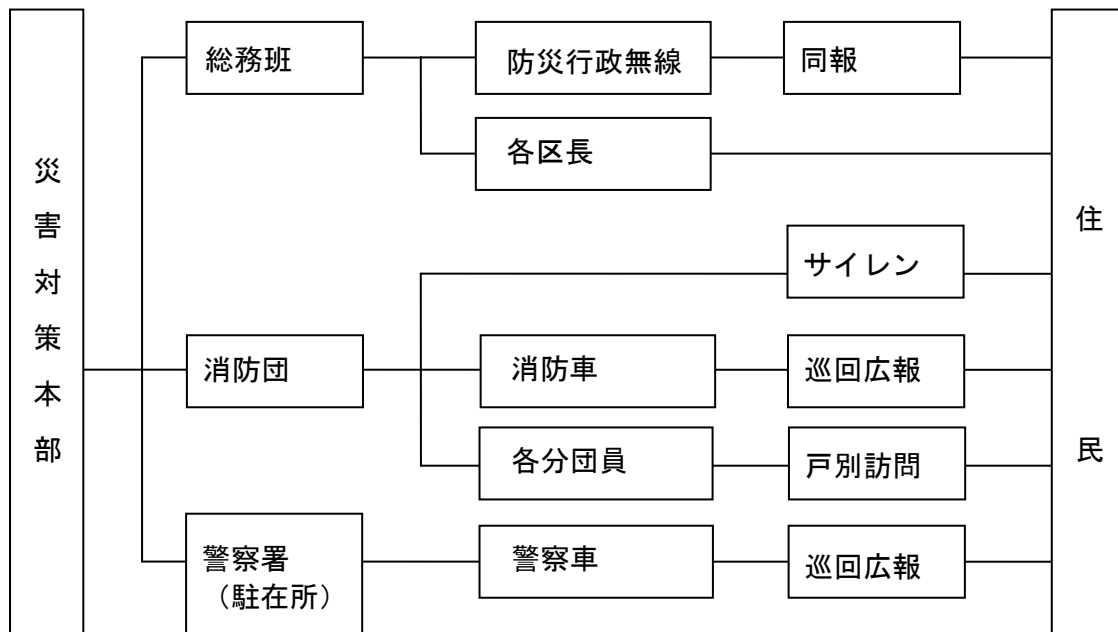 災害対策本部
総務班
防災行政無線
同報
各区長
サイレン
消防団
消防車
巡回広報
各分団員
戸別訪問
警察署
（駐在所）
警察車
巡回広報
住民